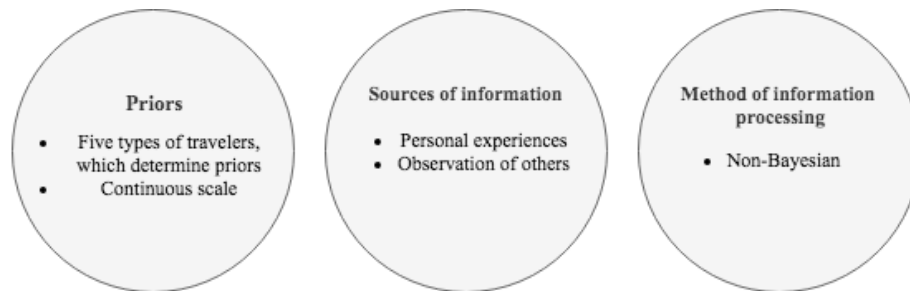 Priors
• Five types of travelers,
which determine priors
• Continuous scale
Sources of information
• Personal experiences
• Observation of others
Method of information
processing
• Non-Bayesian